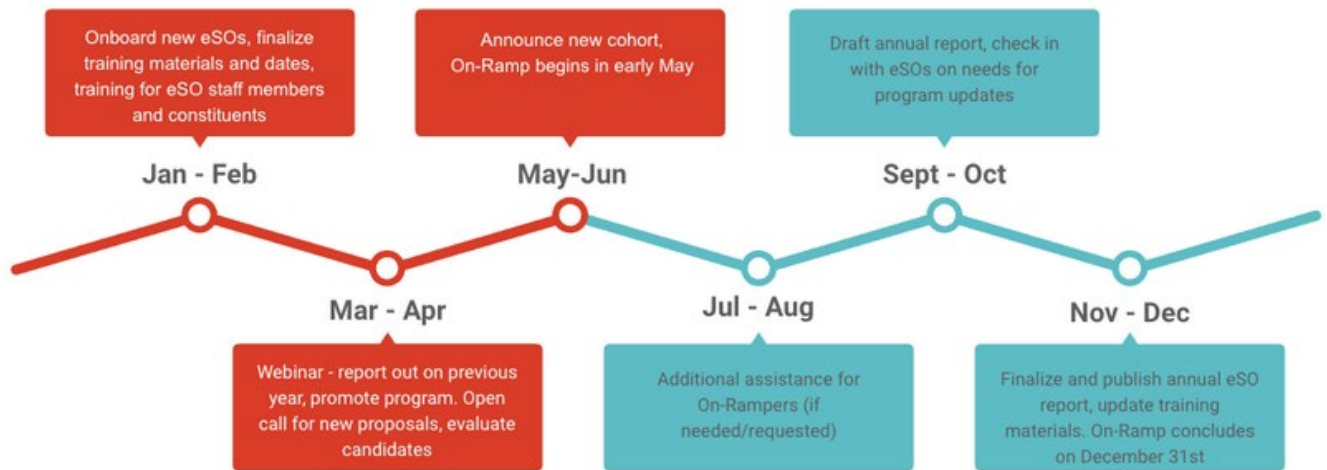 Onboard new eSOs, finalize
training materials and dates,
training for eSO staff members
and constituents
Jan - Feb
Mar - Apr
Webinar - report out on previous
year, promote program. Open
call for new proposals, evaluate
candidates
Announce new cohort,
On-Ramp begins in early May
May-Jun
Jul - Aug
Additional assistance for
On-Rampers (if
needed/requested)
Draft annual report, check in
with eSOs on needs for
program updates
Sept - Oct
Nov - Dec
Finalize and publish annual eSO
report, update training
materials. On-Ramp concludes
on December 31st